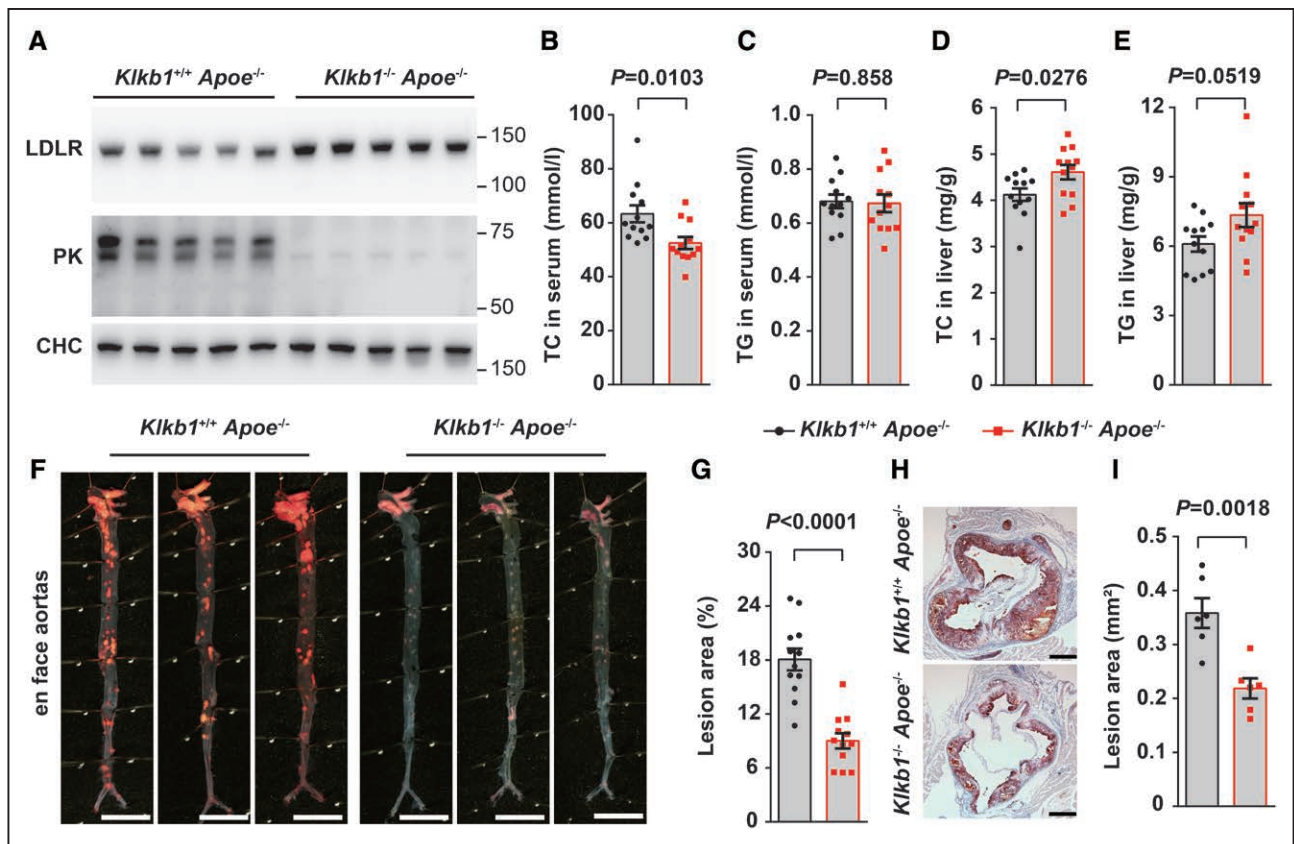 A
Klkb1+/+ Apoe-/-
Klkb1-/- Apoe-/-
LDLR
150
100
PK
75
50
CHC
150
B
P=0.0103
TC in serum (mmol/l)
100
80
60
40
20
0
C
P=0.858
TG in serum (mmol/l)
1.0
0.8
0.6
0.4
0.2
0
D
P=0.0276
TC in liver (mg/g)
6
5
4
3
2
1
0
E
P=0.0519
TG in liver (mg/g)
12
9
6
3
0
Klkb1+/+ Apoe-/-
Klkb1-/- Apoe-/-
F
Klkb1+/+ Apoe-/-
Klkb1-/- Apoe-/-
en face aortas
G
P<0.0001
Lesion area (%)
30
24
18
12
6
0
H
Klkb1+/+ Apoe-/-
Klkb1-/- Apoe-/-
I
P=0.0018
Lesion area (mm²)
0.5
0.4
0.3
0.2
0.1
0